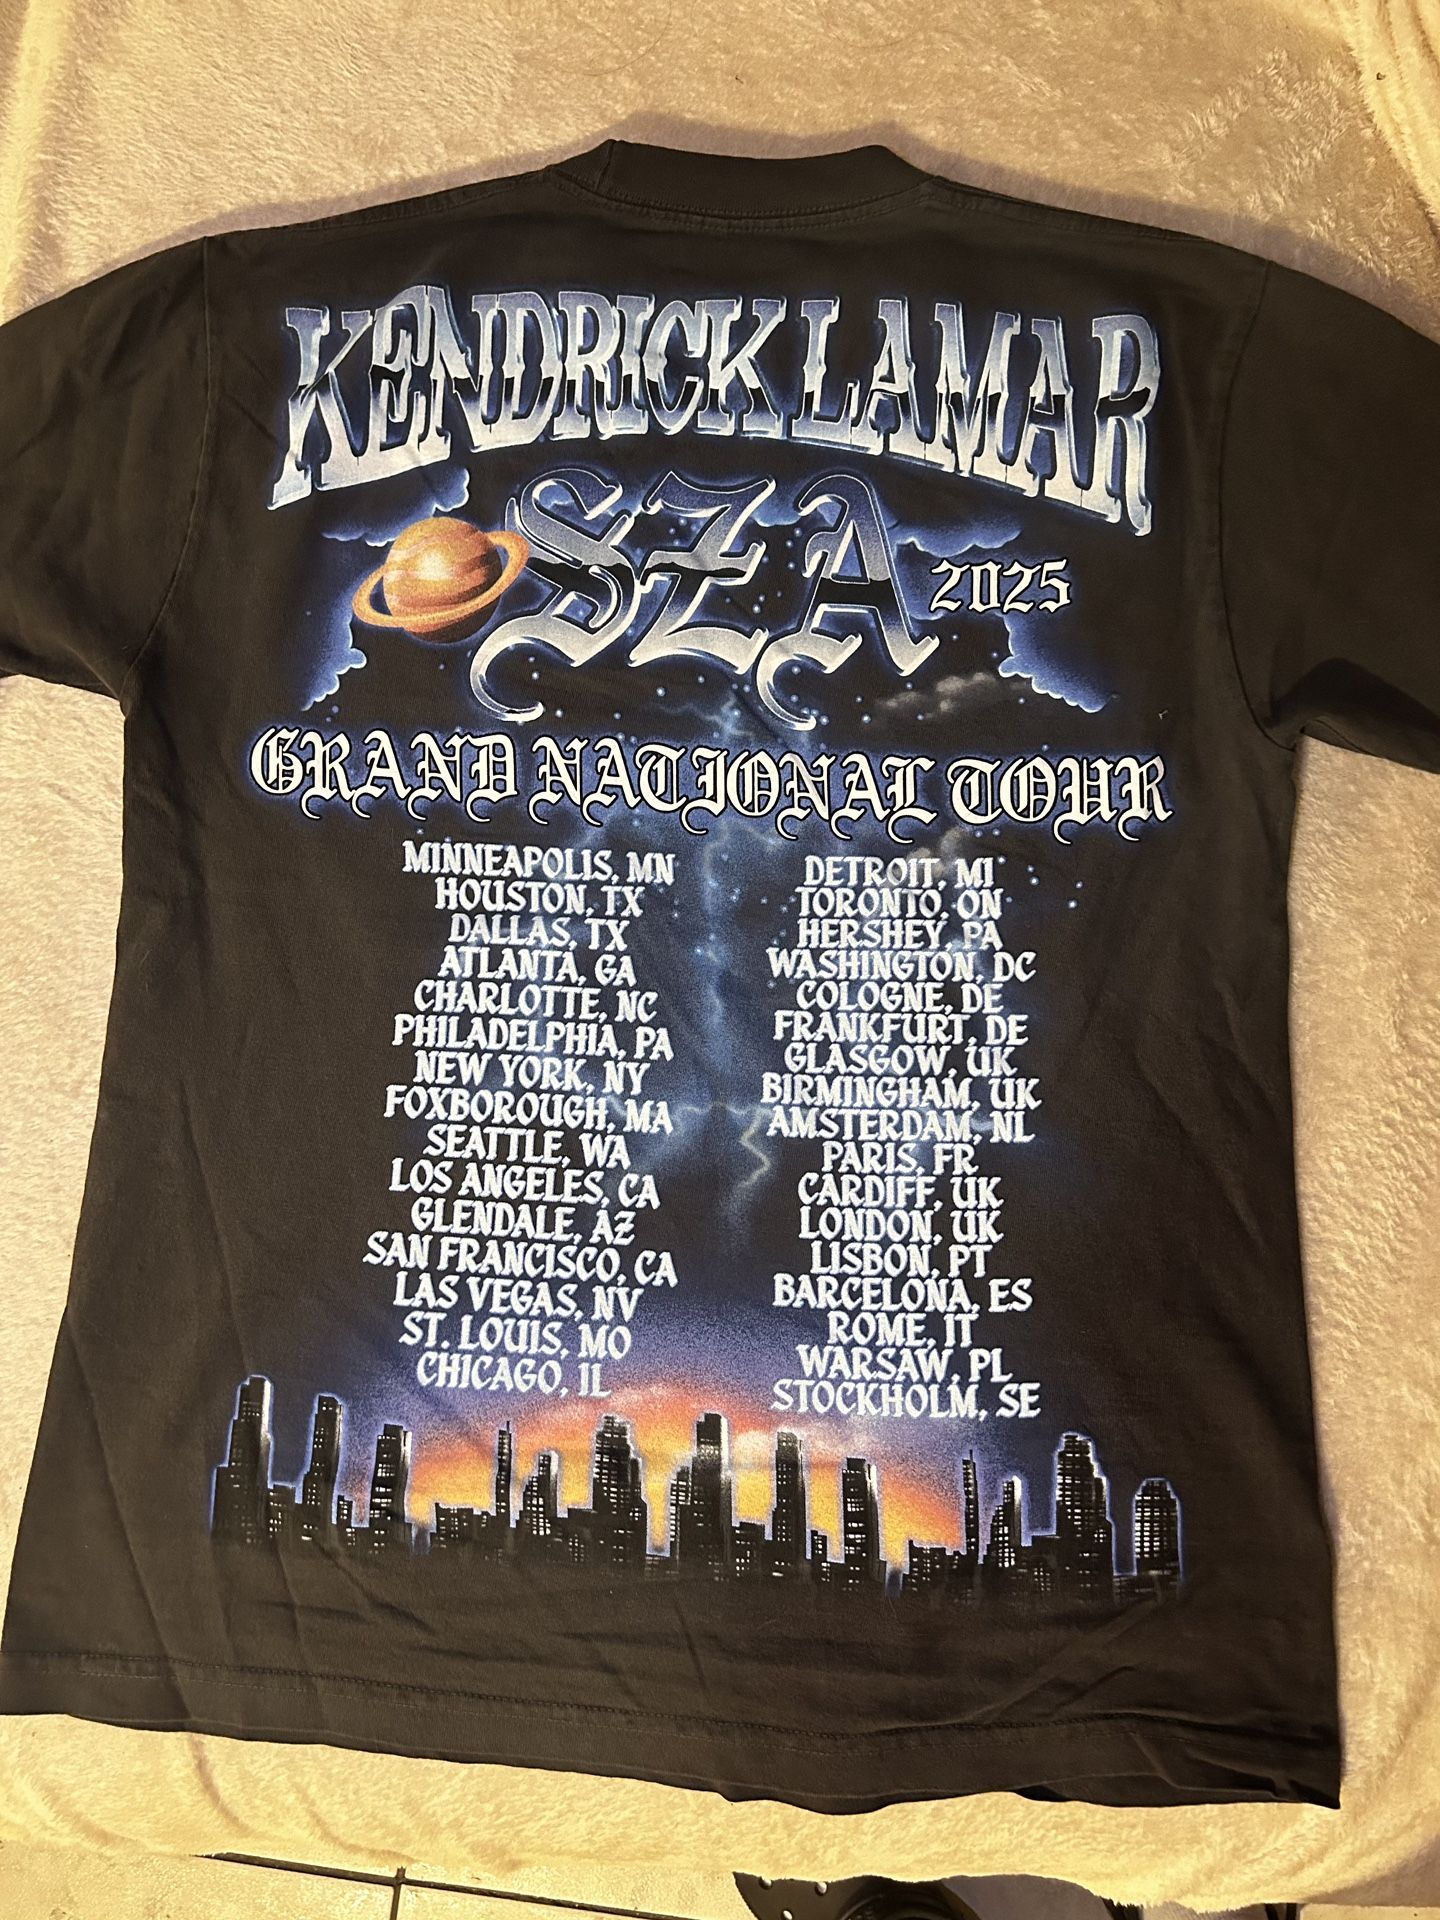 KENDRICK LAMAR
SZA
2025
GRAND NATIONAL TOUR
MINNEAPOLIS, MN
HOUSTON, TX
DALLAS, TX
ATLANTA, GA
CHARLOTTE, NC
PHILADELPHIA, PA
NEW YORK, NY
FOXBOROUGH, MA
SEATTLE, WA
LOS ANGELES, CA
GLENDALE, AZ
SAN FRANCISCO, CA
LAS VEGAS, NV
ST. LOUIS, MO
CHICAGO, IL
DETROIT, MI
TORONTO, ON
HERSHEY, PA
WASHINGTON, DC
COLOGNE, DE
FRANKFURT, DE
GLASGOW, UK
BIRMINGHAM, UK
AMSTERDAM, NL
PARIS, FR
CARDIFF, UK
LONDON, UK
LISBON, PT
BARCELONA, ES
ROME, IT
WARSAW, PL
STOCKHOLM, SE